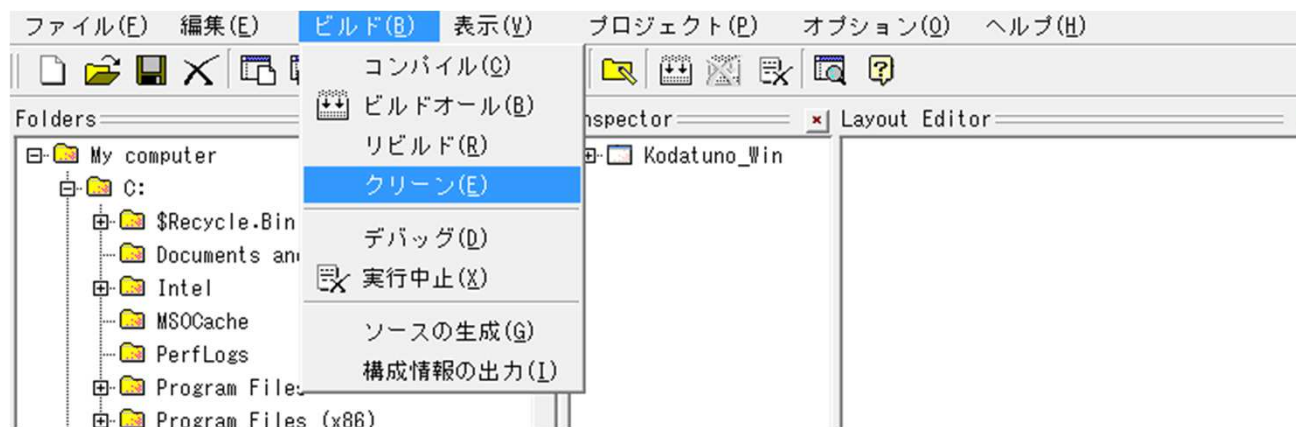 ファイル(F) 編集(E) ビルド(B) 表示(V) プロジェクト(P) オプション(O) ヘルプ(H)
コンパイル(C)
ビルドオール(B)
リビルド(R)
クリーン(E)
デバッグ(D)
実行中止(X)
ソースの生成(G)
構成情報の出力(I)
Folders
My computer
C:
$Recycle.Bin
Documents and
Intel
MSOCache
PerfLogs
Program Files
Program Files (x86)
nspector
Kodatuno_Win
Layout Editor